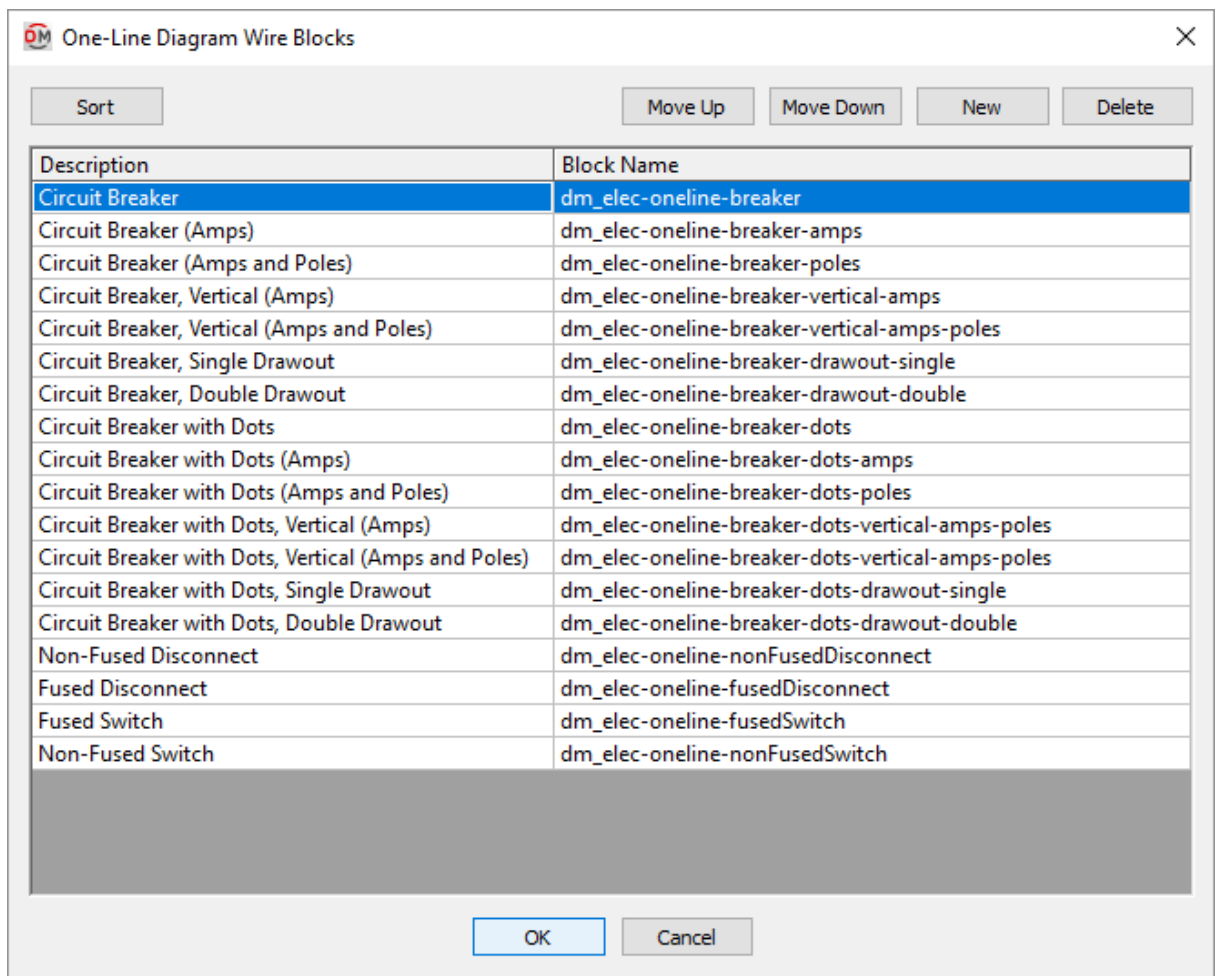 DM One-Line Diagram Wire Blocks
Sort Move Up Move Down New Delete
Description Block Name
Circuit Breaker dm_elec-oneline-breaker
Circuit Breaker (Amps) dm_elec-oneline-breaker-amps
Circuit Breaker (Amps and Poles) dm_elec-oneline-breaker-poles
Circuit Breaker, Vertical (Amps) dm_elec-oneline-breaker-vertical-amps
Circuit Breaker, Vertical (Amps and Poles) dm_elec-oneline-breaker-vertical-amps-poles
Circuit Breaker, Single Drawout dm_elec-oneline-breaker-drawout-single
Circuit Breaker, Double Drawout dm_elec-oneline-breaker-drawout-double
Circuit Breaker with Dots dm_elec-oneline-breaker-dots
Circuit Breaker with Dots (Amps) dm_elec-oneline-breaker-dots-amps
Circuit Breaker with Dots (Amps and Poles) dm_elec-oneline-breaker-dots-poles
Circuit Breaker with Dots, Vertical (Amps) dm_elec-oneline-breaker-dots-vertical-amps-poles
Circuit Breaker with Dots, Vertical (Amps and Poles) dm_elec-oneline-breaker-dots-vertical-amps-poles
Circuit Breaker with Dots, Single Drawout dm_elec-oneline-breaker-dots-drawout-single
Circuit Breaker with Dots, Double Drawout dm_elec-oneline-breaker-dots-drawout-double
Non-Fused Disconnect dm_elec-oneline-nonFusedDisconnect
Fused Disconnect dm_elec-oneline-fusedDisconnect
Fused Switch dm_elec-oneline-fusedSwitch
Non-Fused Switch dm_elec-oneline-nonFusedSwitch
OK Cancel